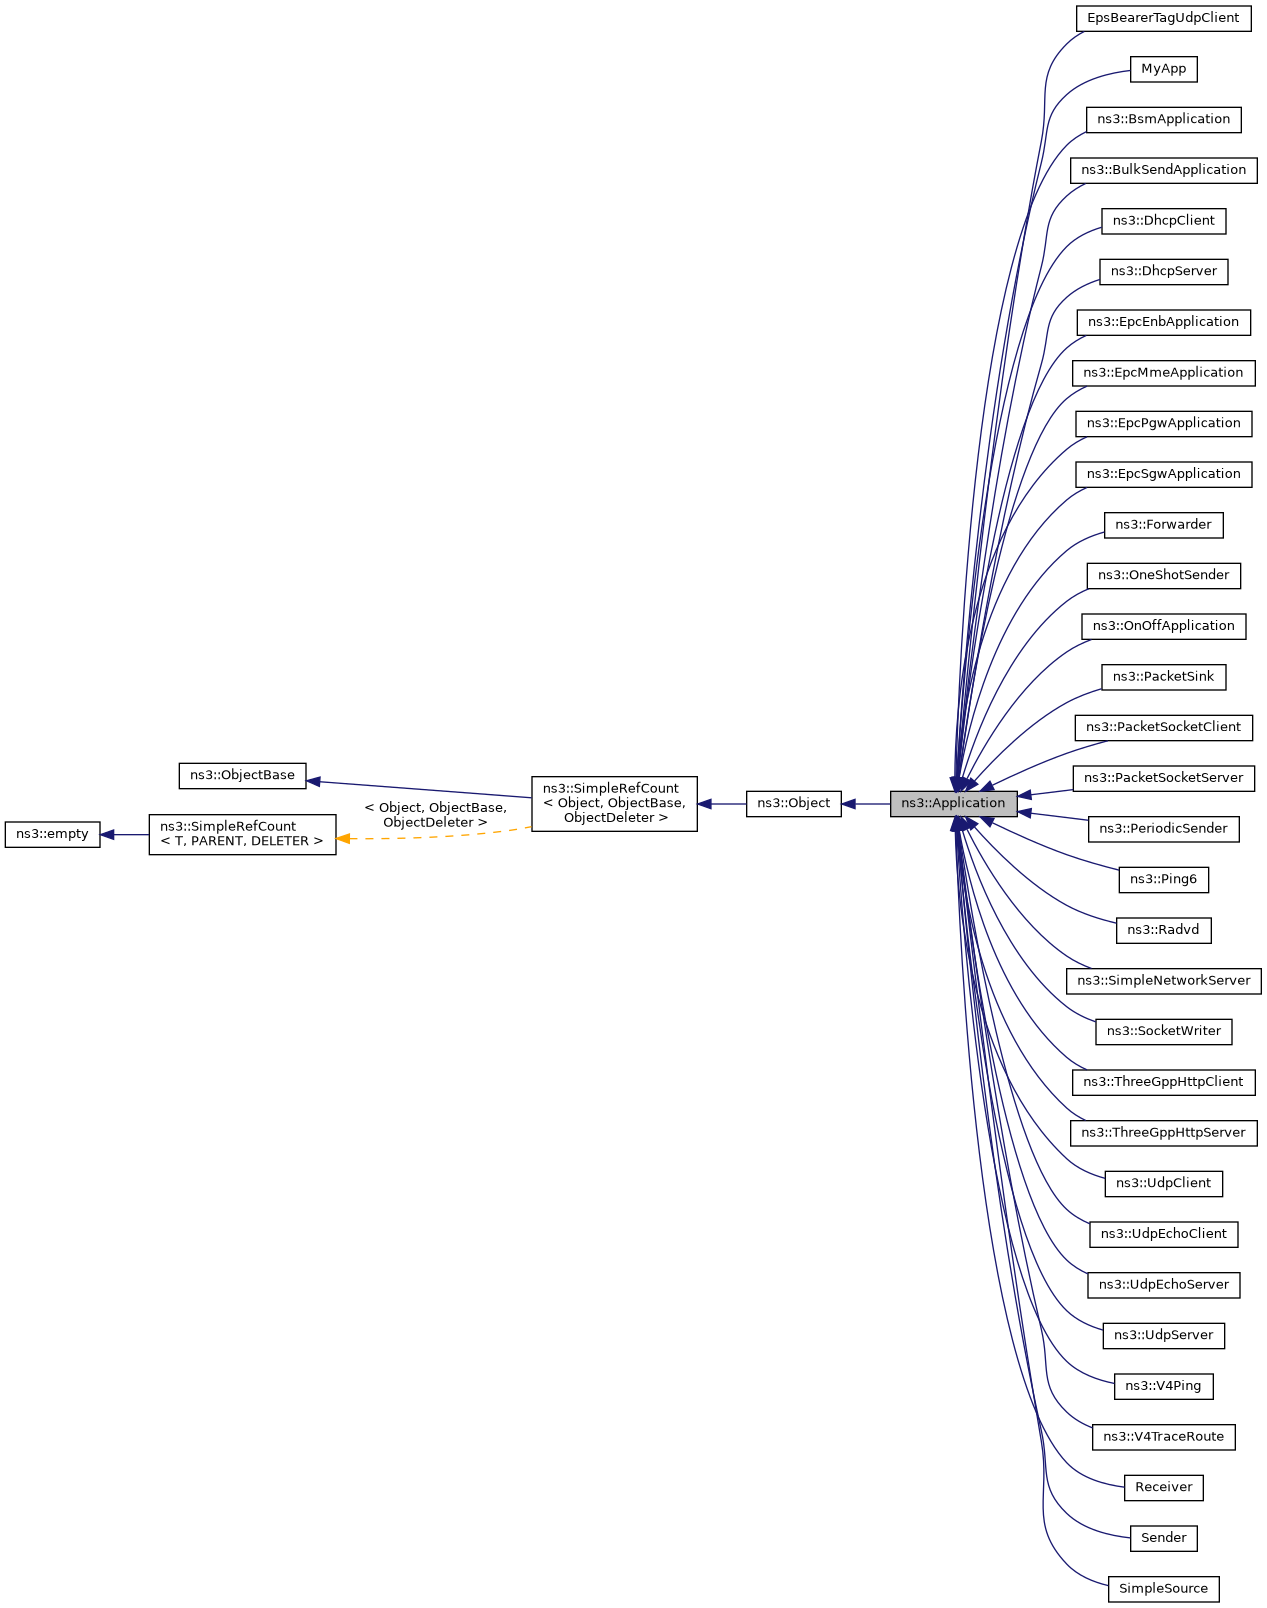 EpsBearerTagUdpClient
MyApp
ns3::BsmApplication
ns3::BulkSendApplication
ns3::DhcpClient
ns3::DhcpServer
ns3::EpcEnbApplication
ns3::EpcMmeApplication
ns3::EpcPgwApplication
ns3::EpcSgwApplication
ns3::Forwarder
ns3::OneShotSender
ns3::OnOffApplication
ns3::PacketSink
ns3::PacketSocketClient
ns3::PacketSocketServer
ns3::ObjectBase
ns3::SimpleRefCount
< Object, ObjectBase,
ObjectDeleter >
ns3::Object
ns3::Application
< Object, ObjectBase,
ObjectDeleter >
ns3::empty
ns3::SimpleRefCount
< T, PARENT, DELETER >
ns3::PeriodicSender
ns3::Ping6
ns3::Radvd
ns3::SimpleNetworkServer
ns3::SocketWriter
ns3::ThreeGppHttpClient
ns3::ThreeGppHttpServer
ns3::UdpClient
ns3::UdpEchoClient
ns3::UdpEchoServer
ns3::UdpServer
ns3::V4Ping
ns3::V4TraceRoute
Receiver
Sender
SimpleSource